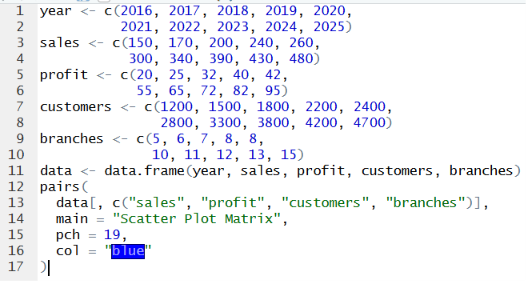 1 year <- c(2016, 2017, 2018, 2019, 2020,
2 2021, 2022, 2023, 2024, 2025)
3 sales <- c(150, 170, 200, 240, 260,
4 300, 340, 390, 430, 480)
5 profit <- c(20, 25, 32, 40, 42,
6 55, 65, 72, 82, 95)
7 customers <- c(1200, 1500, 1800, 2200, 2400,
8 2800, 3300, 3800, 4200, 4700)
9 branches <- c(5, 6, 7, 8, 8,
10 10, 11, 12, 13, 15)
11 data <- data.frame(year, sales, profit, customers, branches)
12 pairs(
13 data[, c("sales", "profit", "customers", "branches")],
14 main = "Scatter Plot Matrix",
15 pch = 19,
16 col = "blue"
17 )